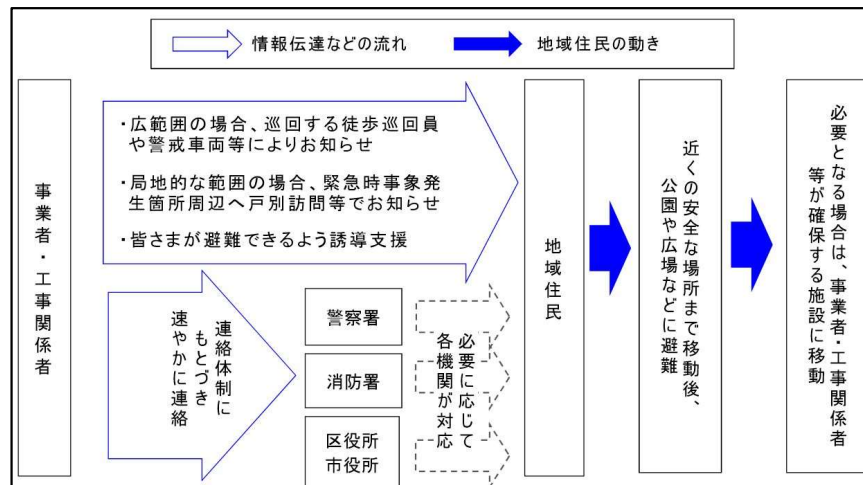 情報伝達などの流れ
地域住民の動き
事業者・工事関係者
・広範囲の場合、巡回する徒歩巡回員
や警戒車両等によりお知らせ
・局地的な範囲の場合、緊急時事象発
生箇所周辺へ戸別訪問等でお知らせ
・皆さまが避難できるよう誘導支援
連絡体制に
もとづき
速やかに連絡
警察署
消防署
区役所
市役所
必要に応じて
各機関が対応
地域住民
近くの安全な場所まで移動後、
公園や広場などに避難
必要となる場合は、事業者・工事関係者
等が確保する施設に移動